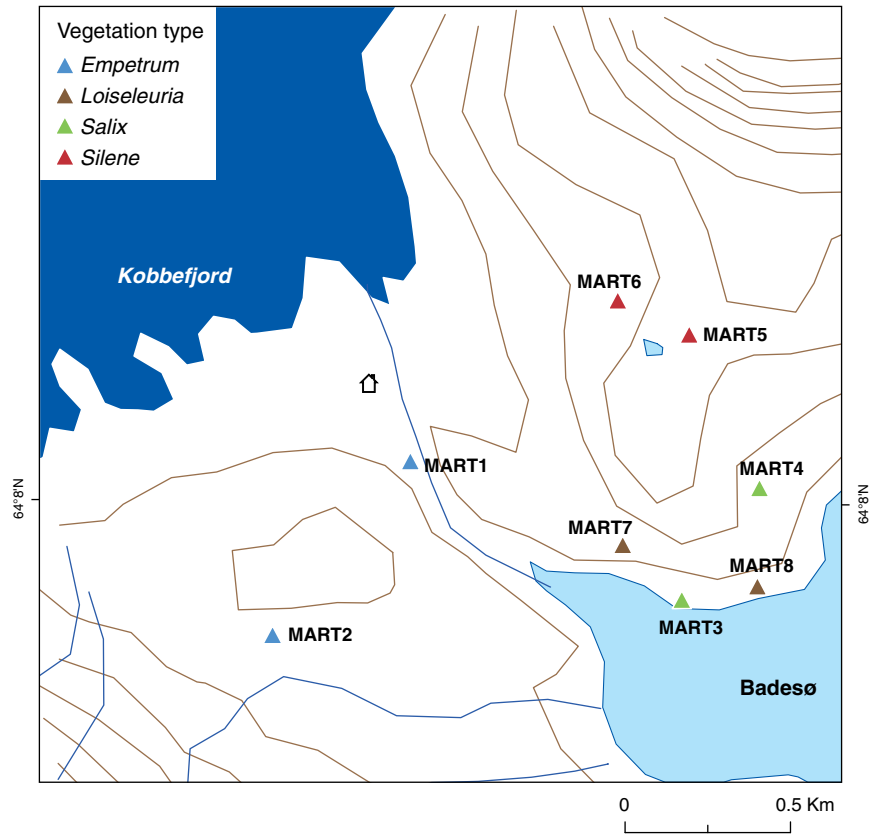 Vegetation type
Empetrum
Loiseleuria
Salix
Silene
Kobbefjord
MART6
MART5
MART1
MART4
64°8'N
64°8'N
MART7
MART8
MART3
MART2
Badesø
0 0.5 Km